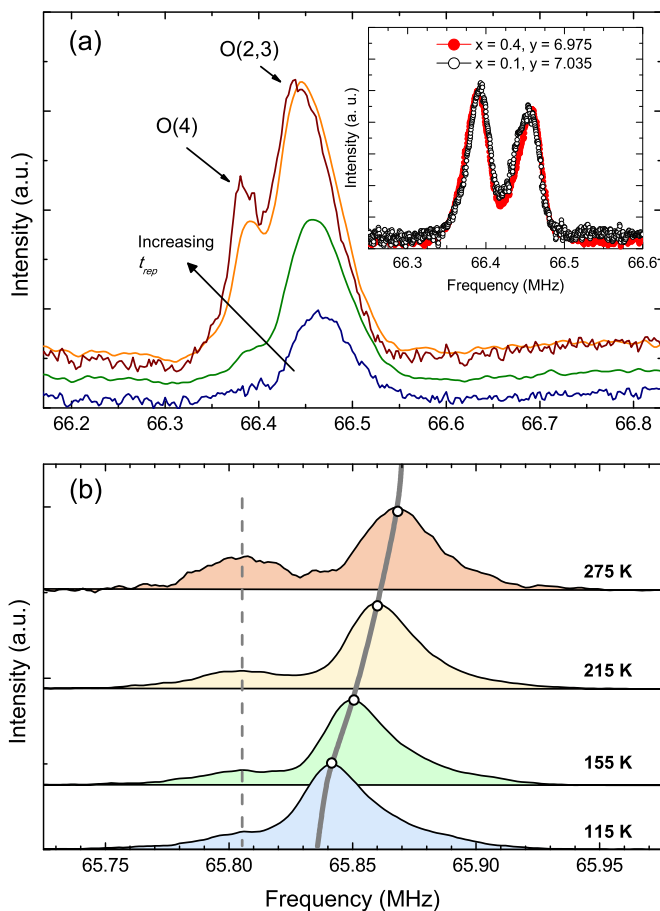 (a)
O(2,3)
O(4)
Increasing
t_rep
Intensity (a.u.)
66.2 66.3 66.4 66.5 66.6 66.7 66.8
x = 0.4, y = 6.975
x = 0.1, y = 7.035
Intensity (a. u.)
66.3 66.4 66.5 66.6
Frequency (MHz)
(b)
275 K
215 K
155 K
115 K
Intensity (a.u.)
65.75 65.80 65.85 65.90 65.95
Frequency (MHz)